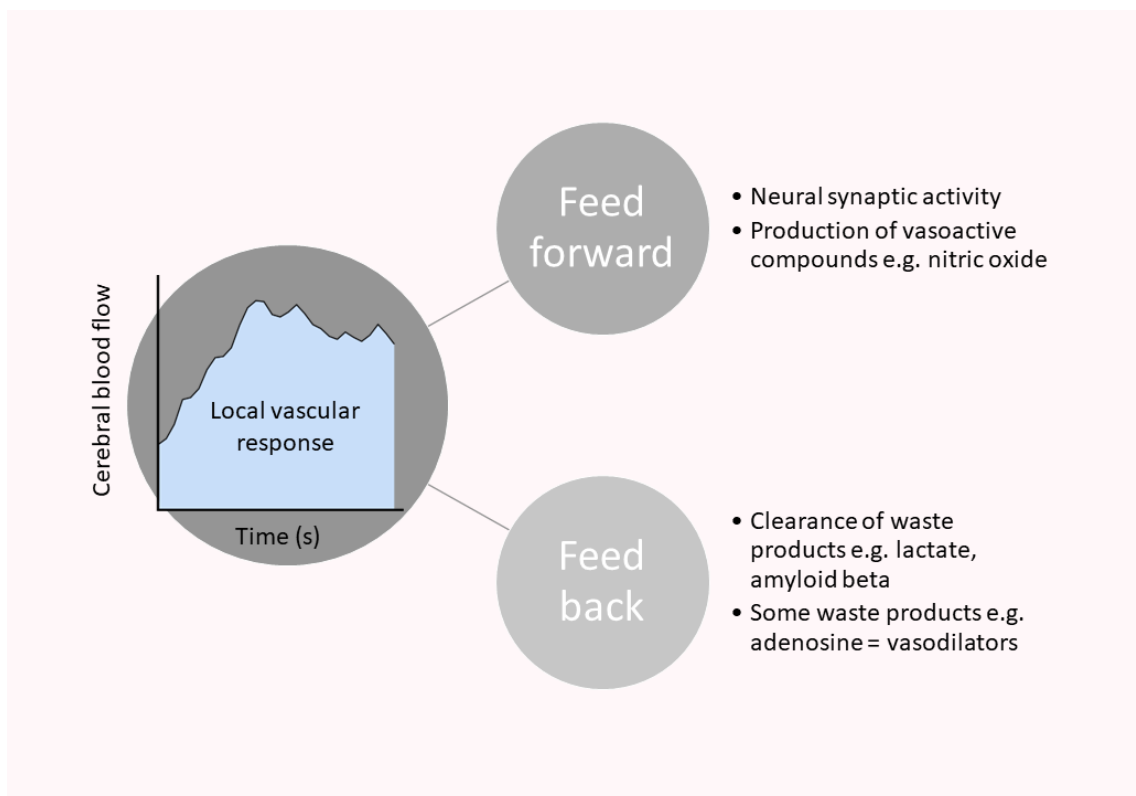 Cerebral blood flow
Local vascular
response
Time (s)
Feed
forward
• Neural synaptic activity
• Production of vasoactive
compounds e.g. nitric oxide
Feed
back
• Clearance of waste
products e.g. lactate,
amyloid beta
• Some waste products e.g.
adenosine = vasodilators